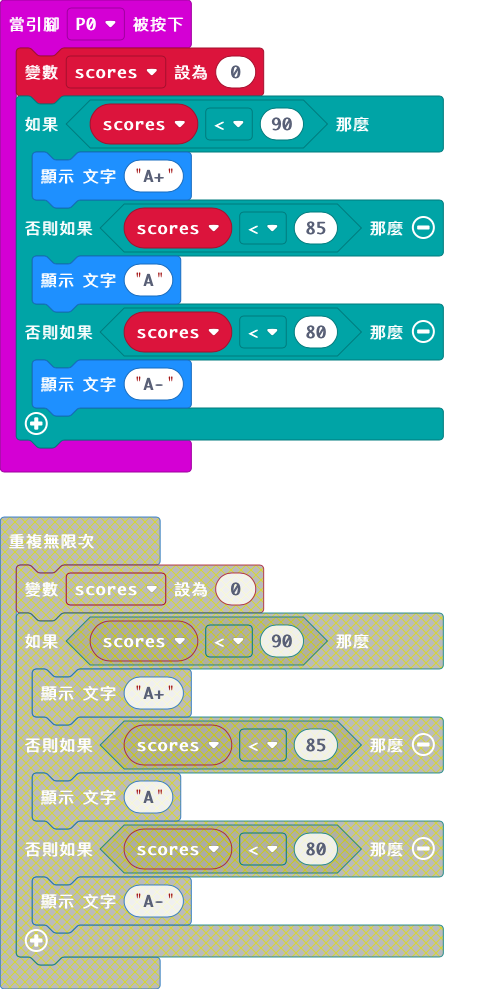 當引腳 P0 被按下
變數 scores 設為 0
如果 scores < 90 那麼
顯示 文字 "A+"
否則如果 scores < 85 那麼
顯示 文字 "A"
否則如果 scores < 80 那麼
顯示 文字 "A-"
重複無限次
變數 scores 設為 0
如果 scores < 90 那麼
顯示 文字 "A+"
否則如果 scores < 85 那麼
顯示 文字 "A"
否則如果 scores < 80 那麼
顯示 文字 "A-"